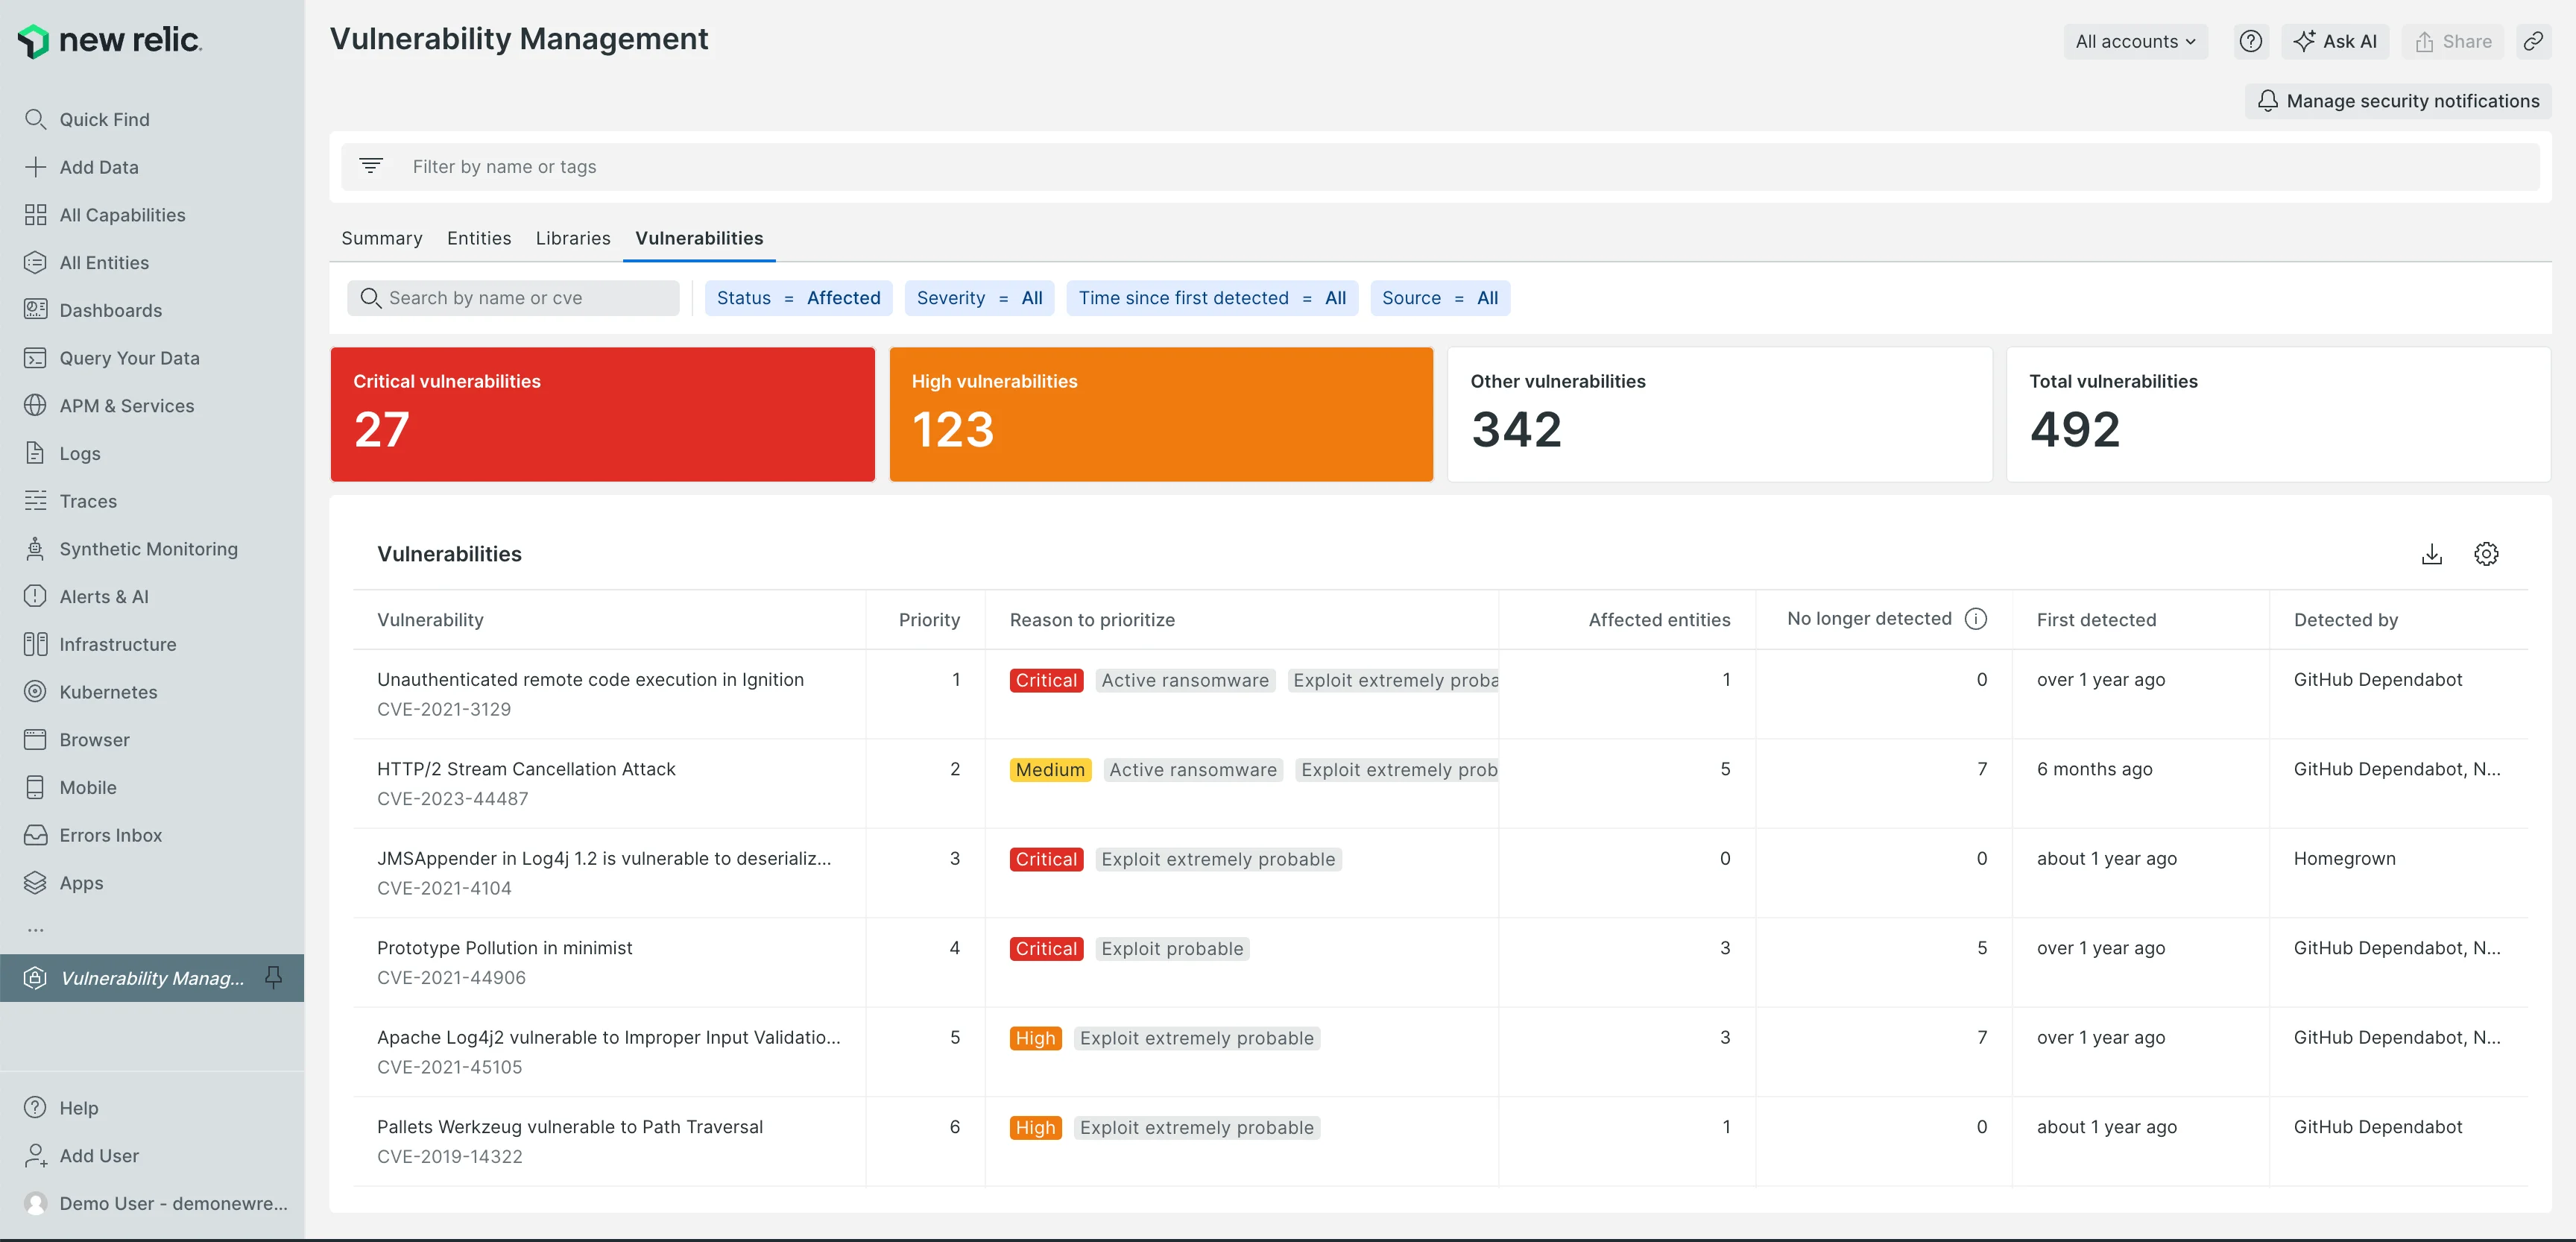 new relic.
Vulnerability Management
All accounts
Ask AI
Share
Manage security notifications
Quick Find
Add Data
All Capabilities
All Entities
Dashboards
Query Your Data
APM & Services
Logs
Traces
Synthetic Monitoring
Alerts & AI
Infrastructure
Kubernetes
Browser
Mobile
Errors Inbox
Apps
...
Vulnerability Manag...
Help
Add User
Demo User - demonewre...
Filter by name or tags
Summary Entities Libraries Vulnerabilities
Search by name or cve Status = Affected Severity = All Time since first detected = All Source = All
Critical vulnerabilities
27
High vulnerabilities
123
Other vulnerabilities
342
Total vulnerabilities
492
Vulnerabilities
Vulnerability Priority Reason to prioritize Affected entities No longer detected First detected Detected by
Unauthenticated remote code execution in Ignition 1 Critical Active ransomware Exploit extremely proba 1 0 over 1 year ago GitHub Dependabot
CVE-2021-3129
HTTP/2 Stream Cancellation Attack 2 Medium Active ransomware Exploit extremely prob 5 7 6 months ago GitHub Dependabot, N...
CVE-2023-44487
JMSAppender in Log4j 1.2 is vulnerable to deserializ... 3 Critical Exploit extremely probable 0 0 about 1 year ago Homegrown
CVE-2021-4104
Prototype Pollution in minimist 4 Critical Exploit probable 3 5 over 1 year ago GitHub Dependabot, N...
CVE-2021-44906
Apache Log4j2 vulnerable to Improper Input Validatio... 5 High Exploit extremely probable 3 7 over 1 year ago GitHub Dependabot, N...
CVE-2021-45105
Pallets Werkzeug vulnerable to Path Traversal 6 High Exploit extremely probable 1 0 about 1 year ago GitHub Dependabot
CVE-2019-14322